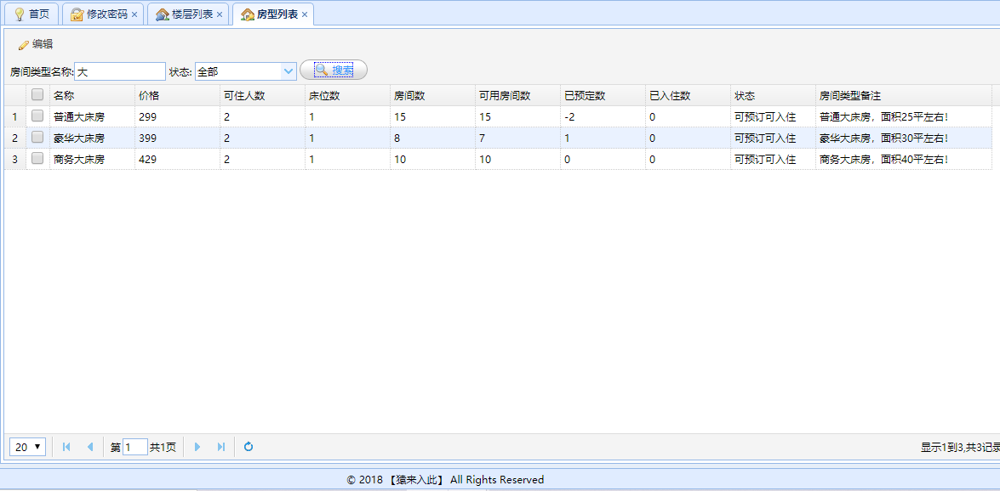 首页 修改密码 × 楼层列表 × 房型列表 ×
编辑
房间类型名称: 大 状态: 全部 搜索
名称 价格 可住人数 床位数 房间数 可用房间数 已预定数 已入住数 状态 房间类型备注
1 普通大床房 299 2 1 15 15 -2 0 可预订可入住 普通大床房，面积25平左右！
2 豪华大床房 399 2 1 8 7 1 0 可预订可入住 豪华大床房，面积30平左右！
3 商务大床房 429 2 1 10 10 0 0 可预订可入住 商务大床房，面积40平左右！
20 第 1 共1页 显示1到3,共3记录
© 2018 【猿来入此】 All Rights Reserved